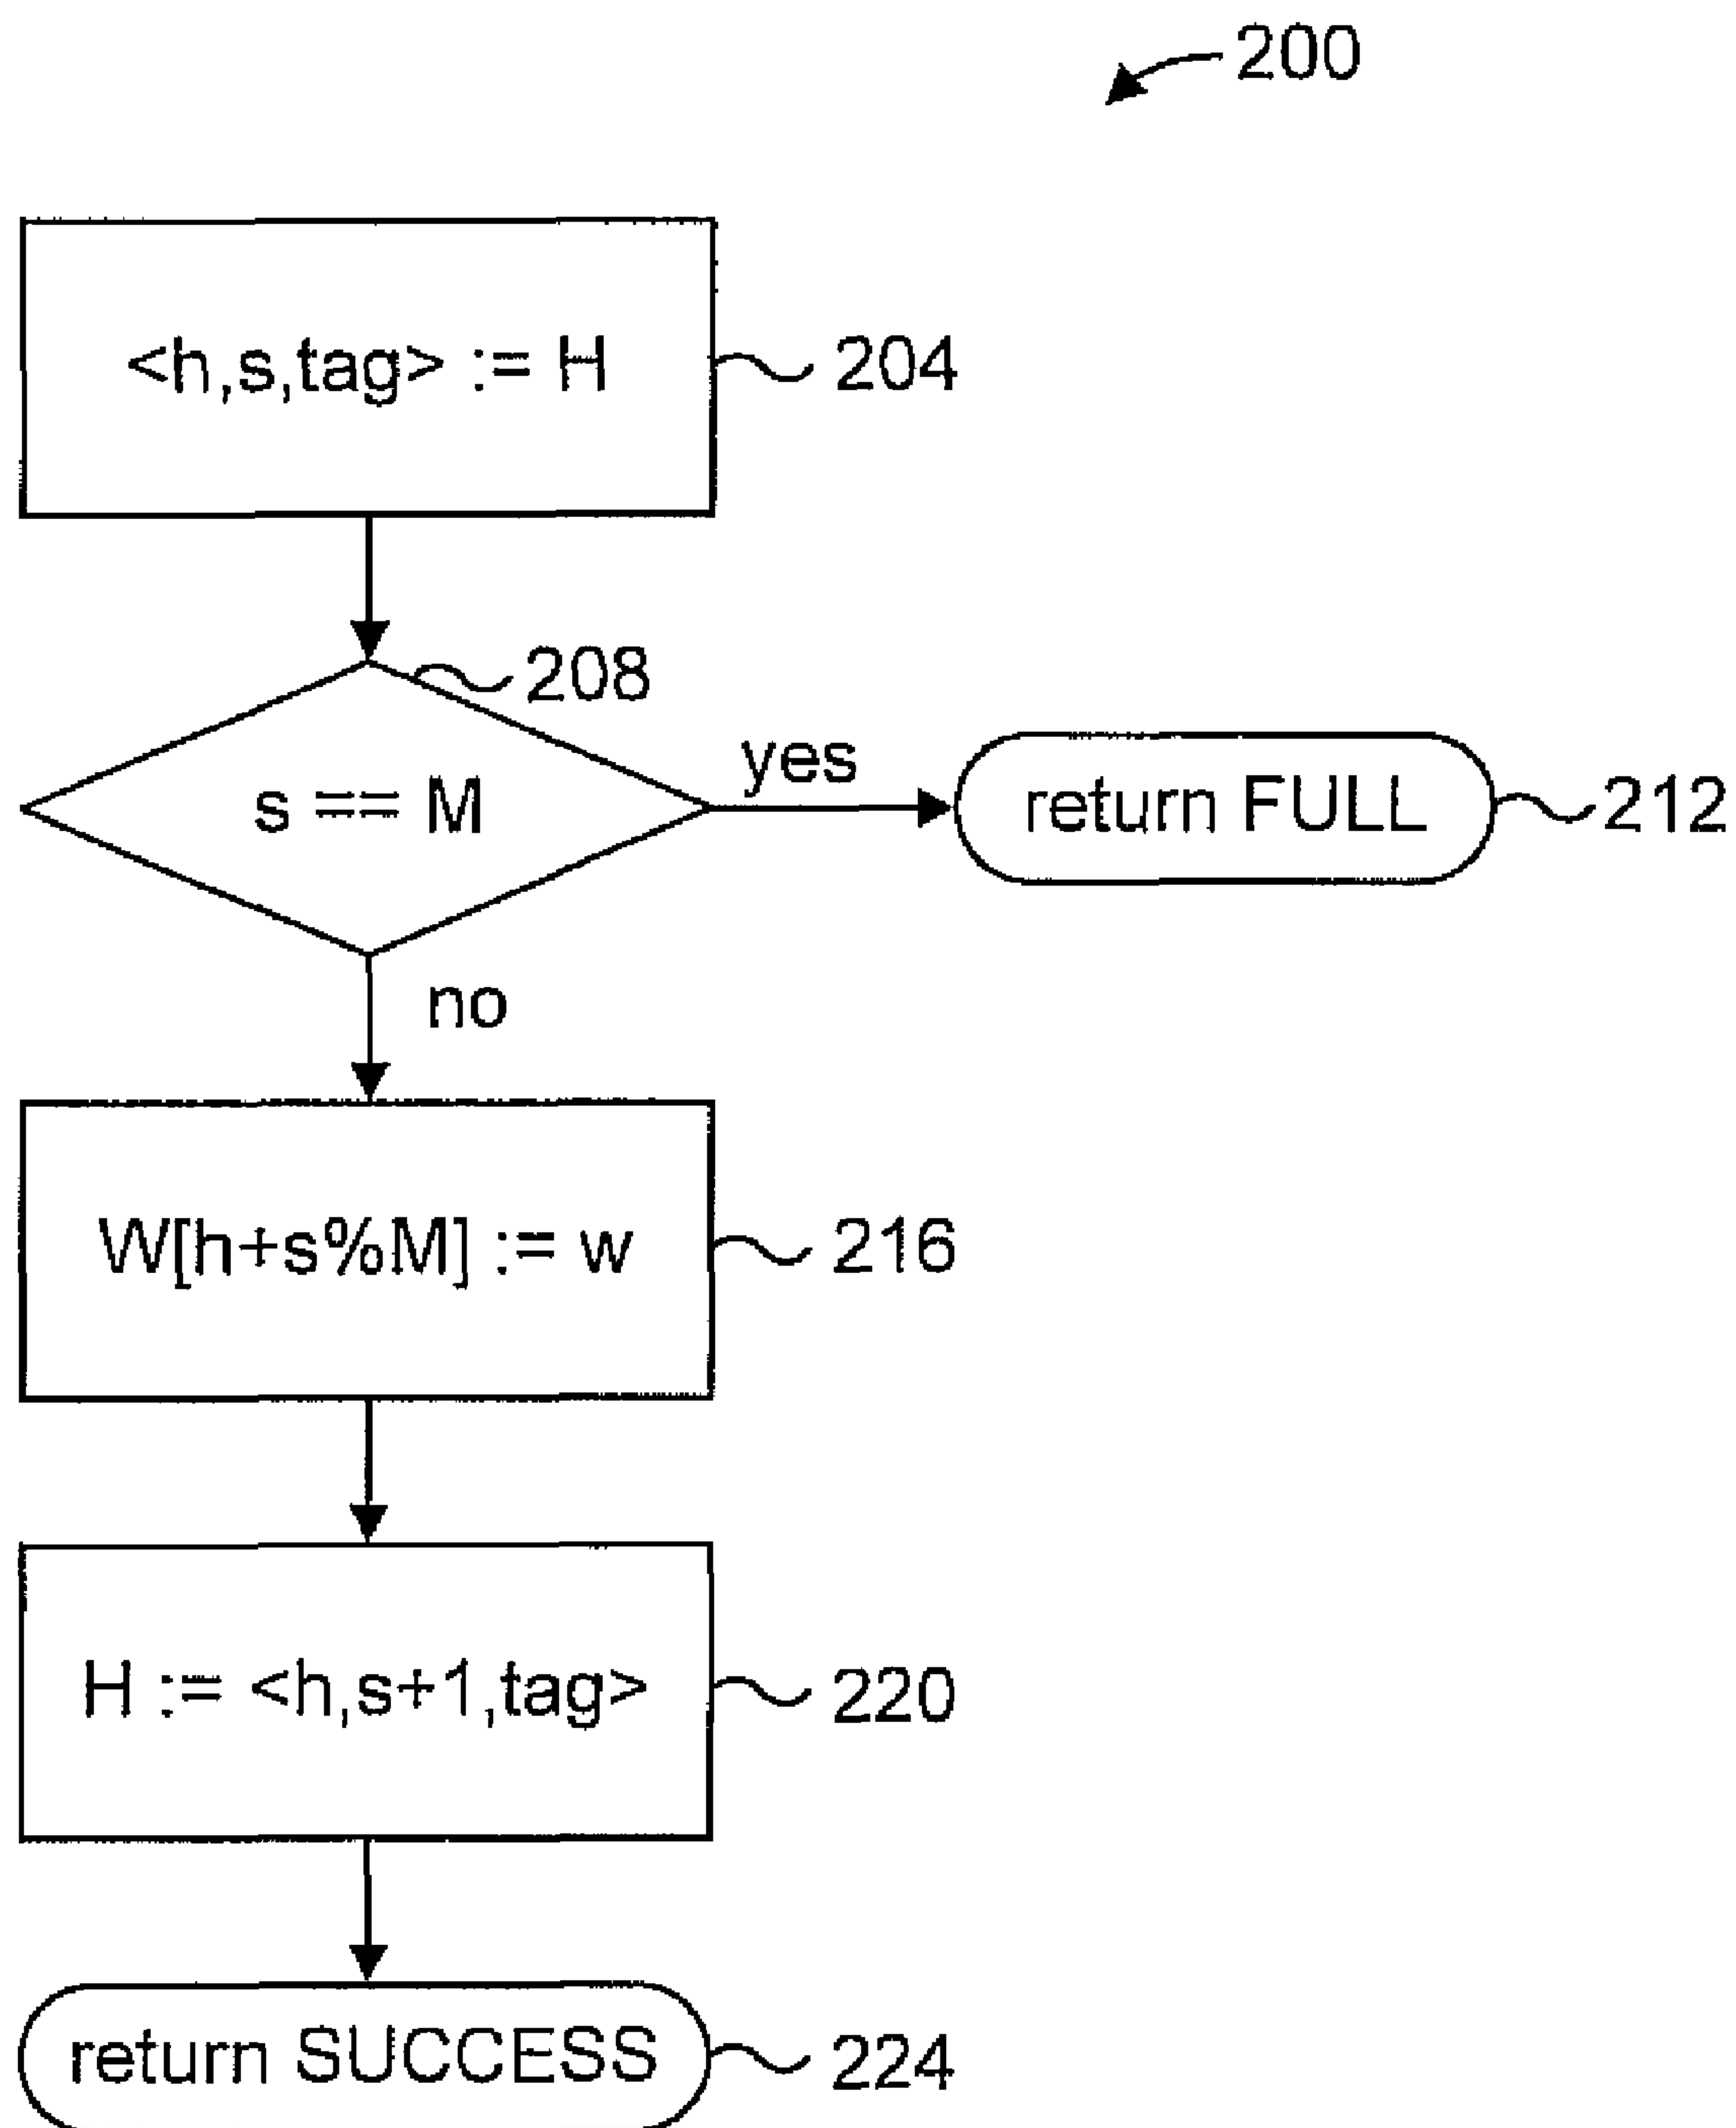 200
<h,s,tag> := H
204
208
s == M
yes
return FULL
212
no
W[h+s%M] := w
216
H := <h,s+1,tag>
220
return SUCCESS
224